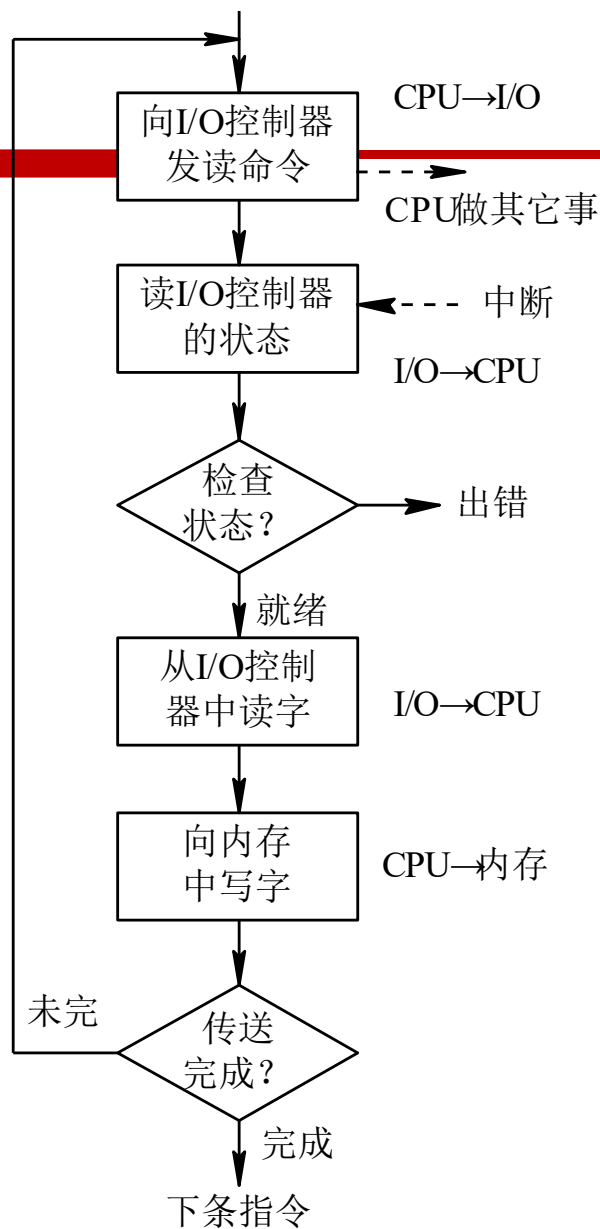 向I/O控制器
发读命令
CPU→I/O
CPU做其它事
读I/O控制器
的状态
中断
I/O→CPU
检查
状态？
出错
就绪
从I/O控制
器中读字
I/O→CPU
向内存
中写字
CPU→内存
未完
传送
完成？
完成
下条指令